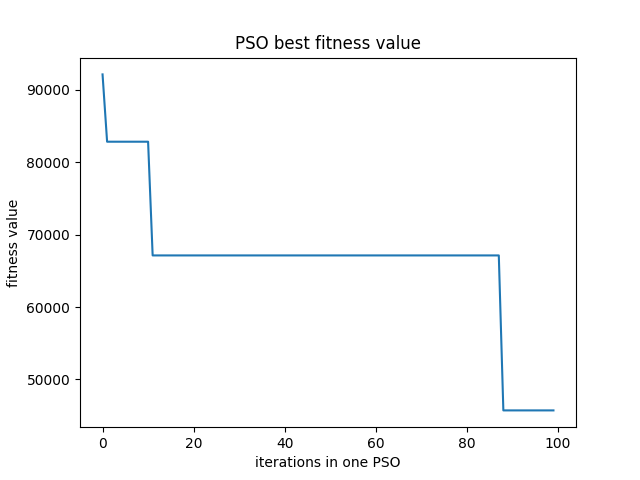 PSO best fitness value
90000
80000
70000
60000
50000
fitness value
0 20 40 60 80 100
iterations in one PSO